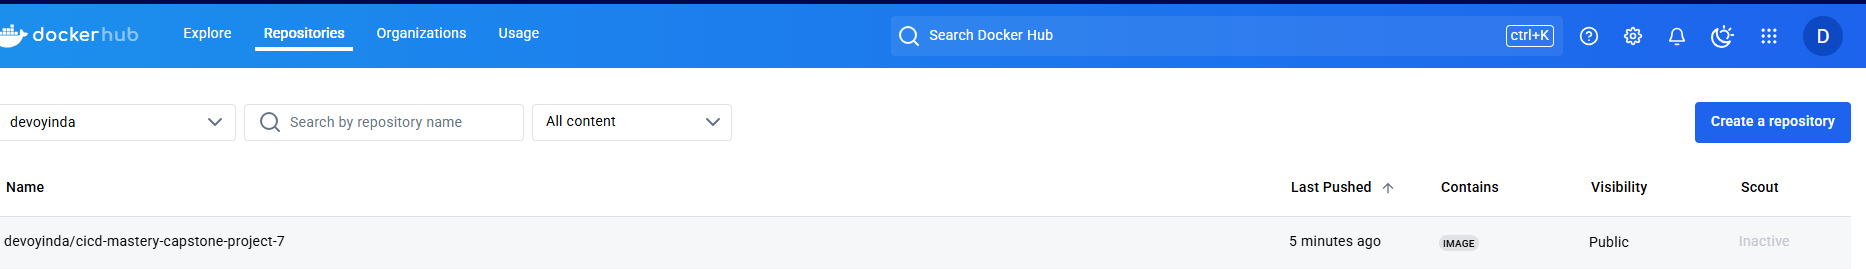 dockerhub Explore Repositories Organizations Usage Search Docker Hub ctrl+K D
devoyinda Search by repository name All content Create a repository
Name Last Pushed Contains Visibility Scout
devoyinda/cicd-mastery-capstone-project-7 5 minutes ago IMAGE Public Inactive